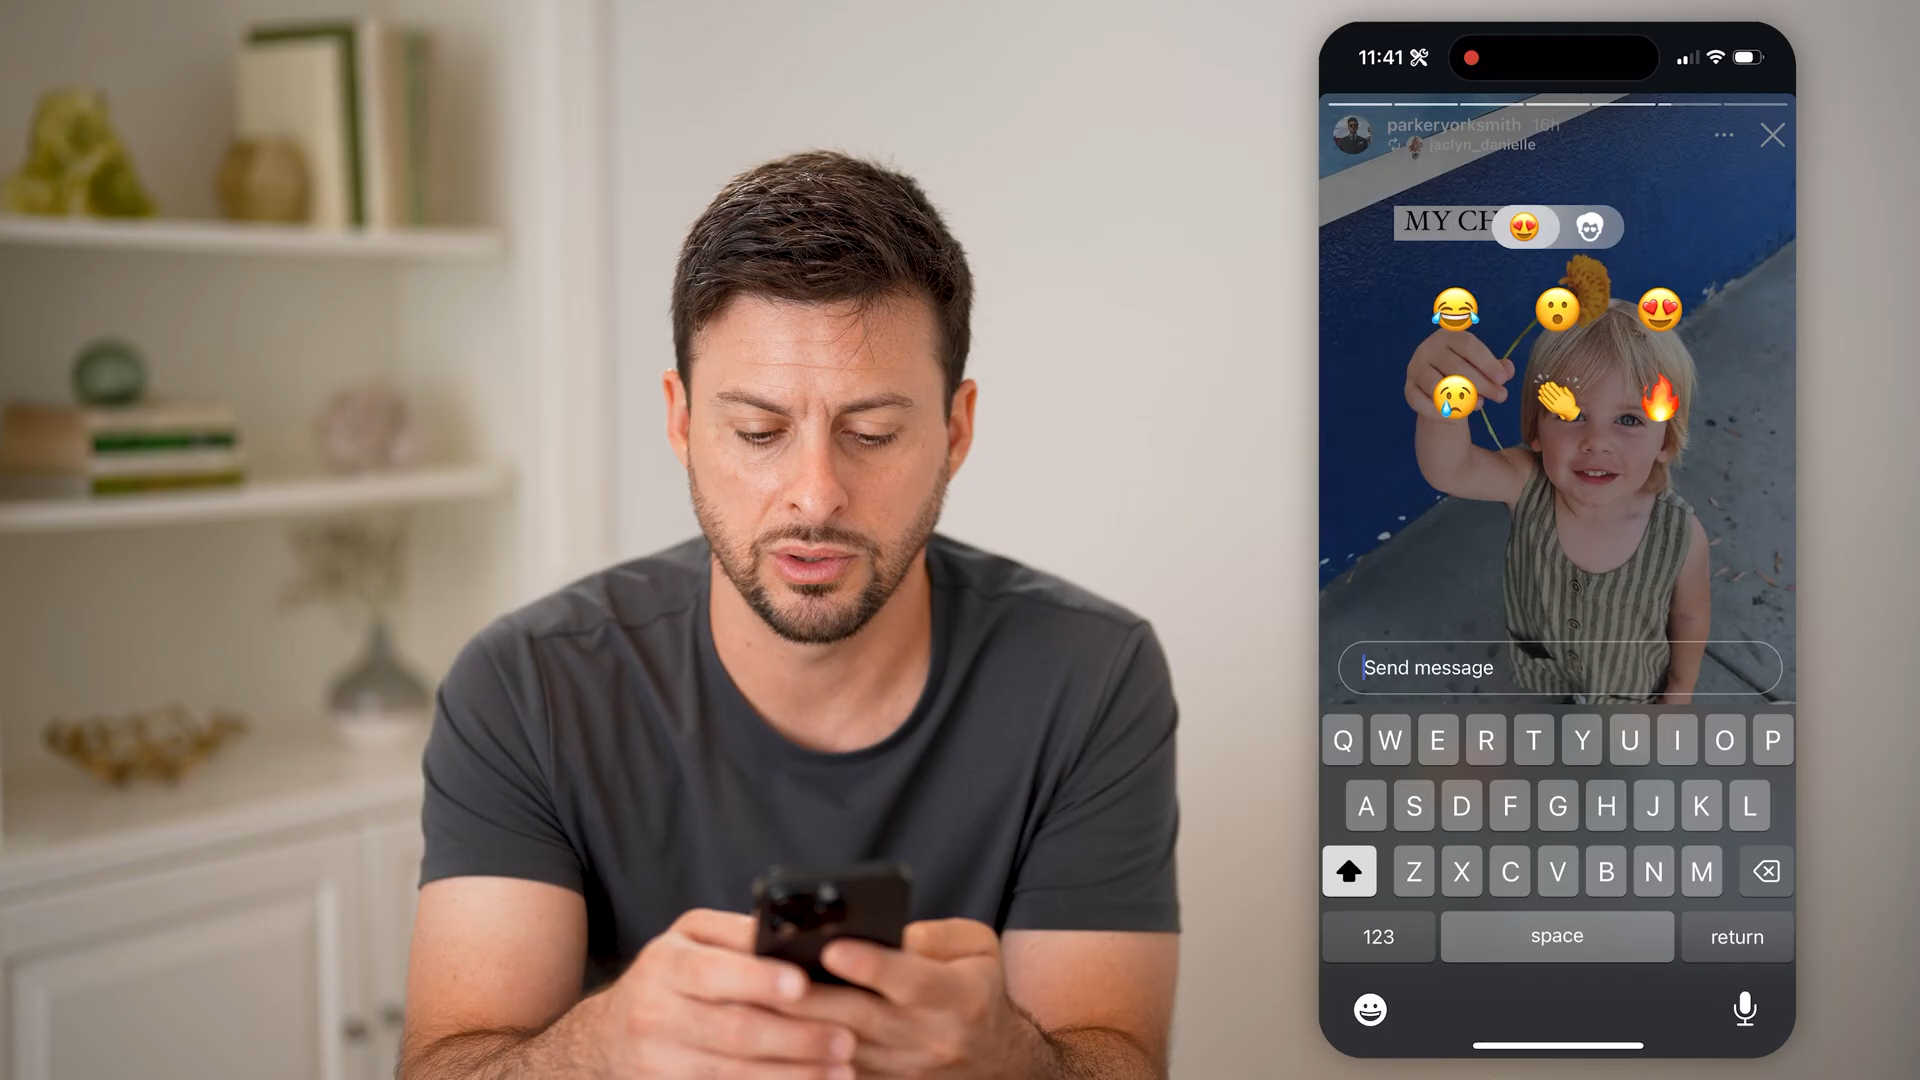 11:41
parkeryorksmith 16h
jaclyn_danielle
MY CH
Send message
Q W E R T Y U I O P
A S D F G H J K L
Z X C V B N M
123 space return